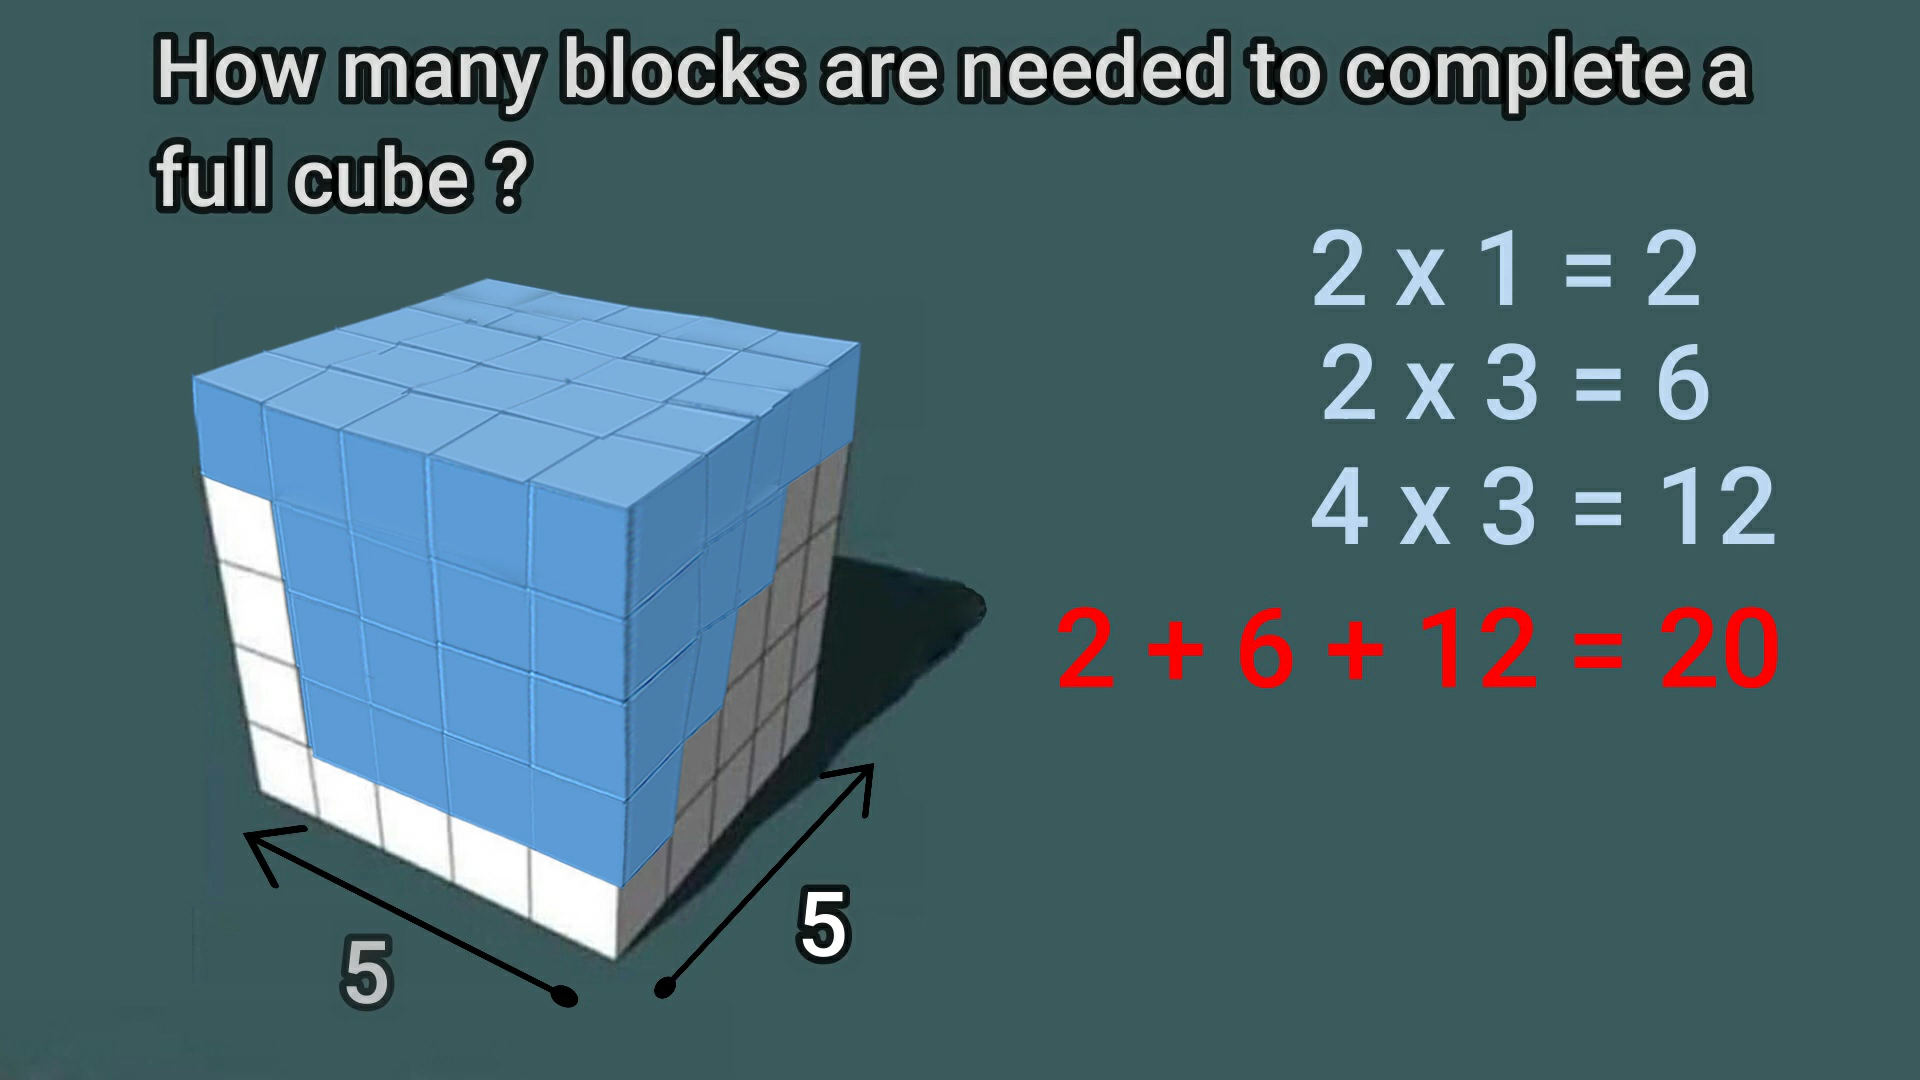 How many blocks are needed to complete a
full cube ?
2 x 1 = 2
2 x 3 = 6
4 x 3 = 12
2 + 6 + 12 = 20
5
5